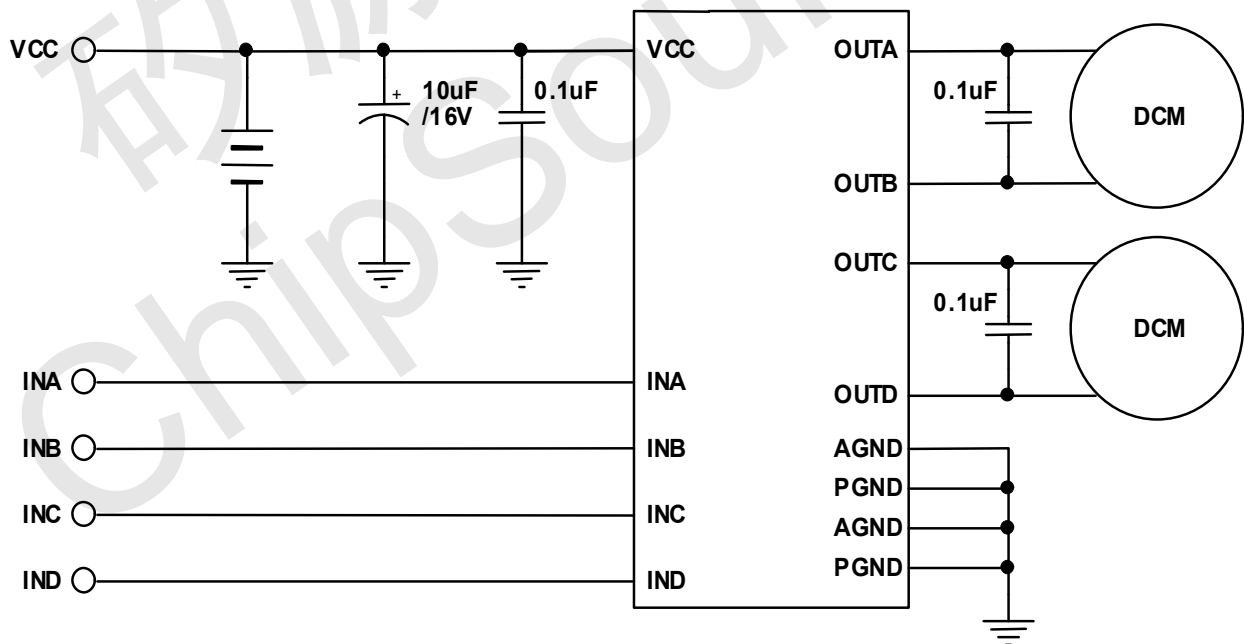 VCC
VCC
OUTA
10uF
/16V
+
0.1uF
0.1uF
DCM
OUTB
OUTC
0.1uF
DCM
INA
INA
OUTD
INB
INB
AGND
PGND
INC
INC
AGND
PGND
IND
IND
ChipSour